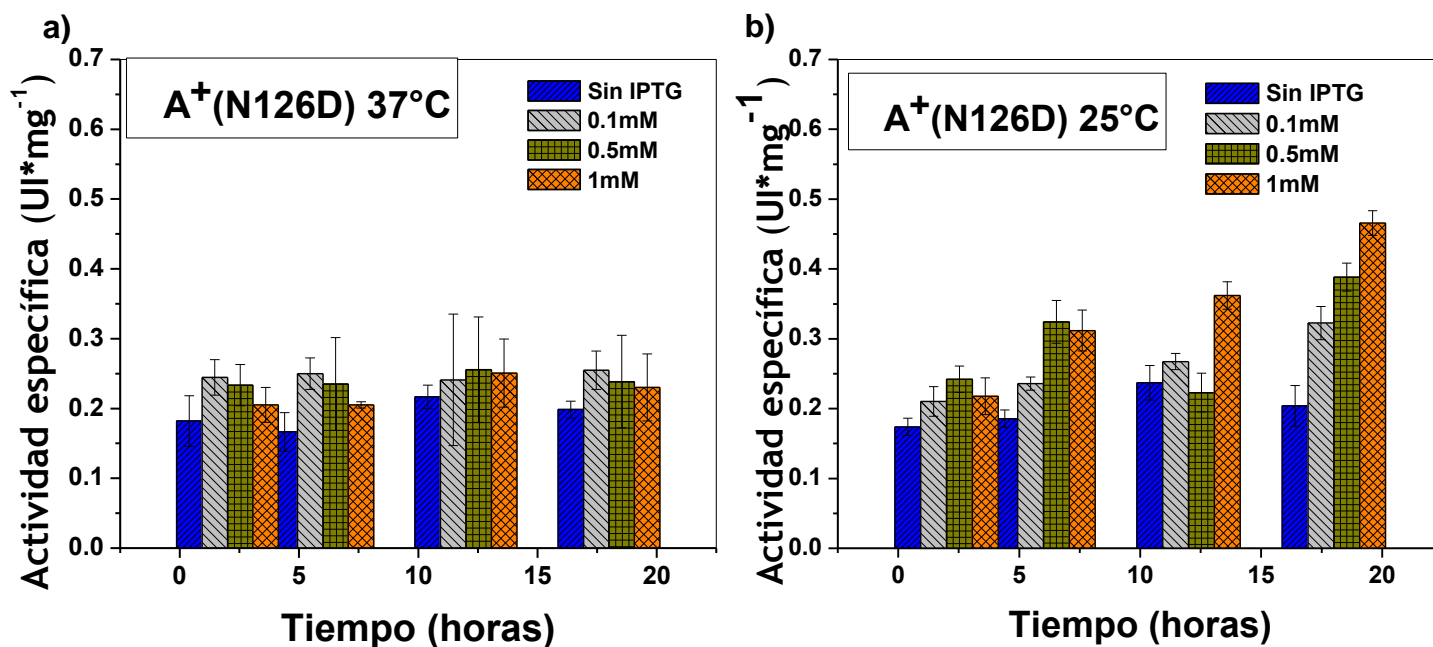 a)
A+(N126D) 37°C
Sin IPTG
0.1mM
0.5mM
1mM
0.7
0.6
0.5
0.4
0.3
0.2
0.1
0.0
Actividad específica (UI*mg-1)
0 5 10 15 20
Tiempo (horas)
b)
A+(N126D) 25°C
Sin IPTG
0.1mM
0.5mM
1mM
0.7
0.6
0.5
0.4
0.3
0.2
0.1
0.0
Actividad específica (UI*mg-1)
0 5 10 15 20
Tiempo (horas)